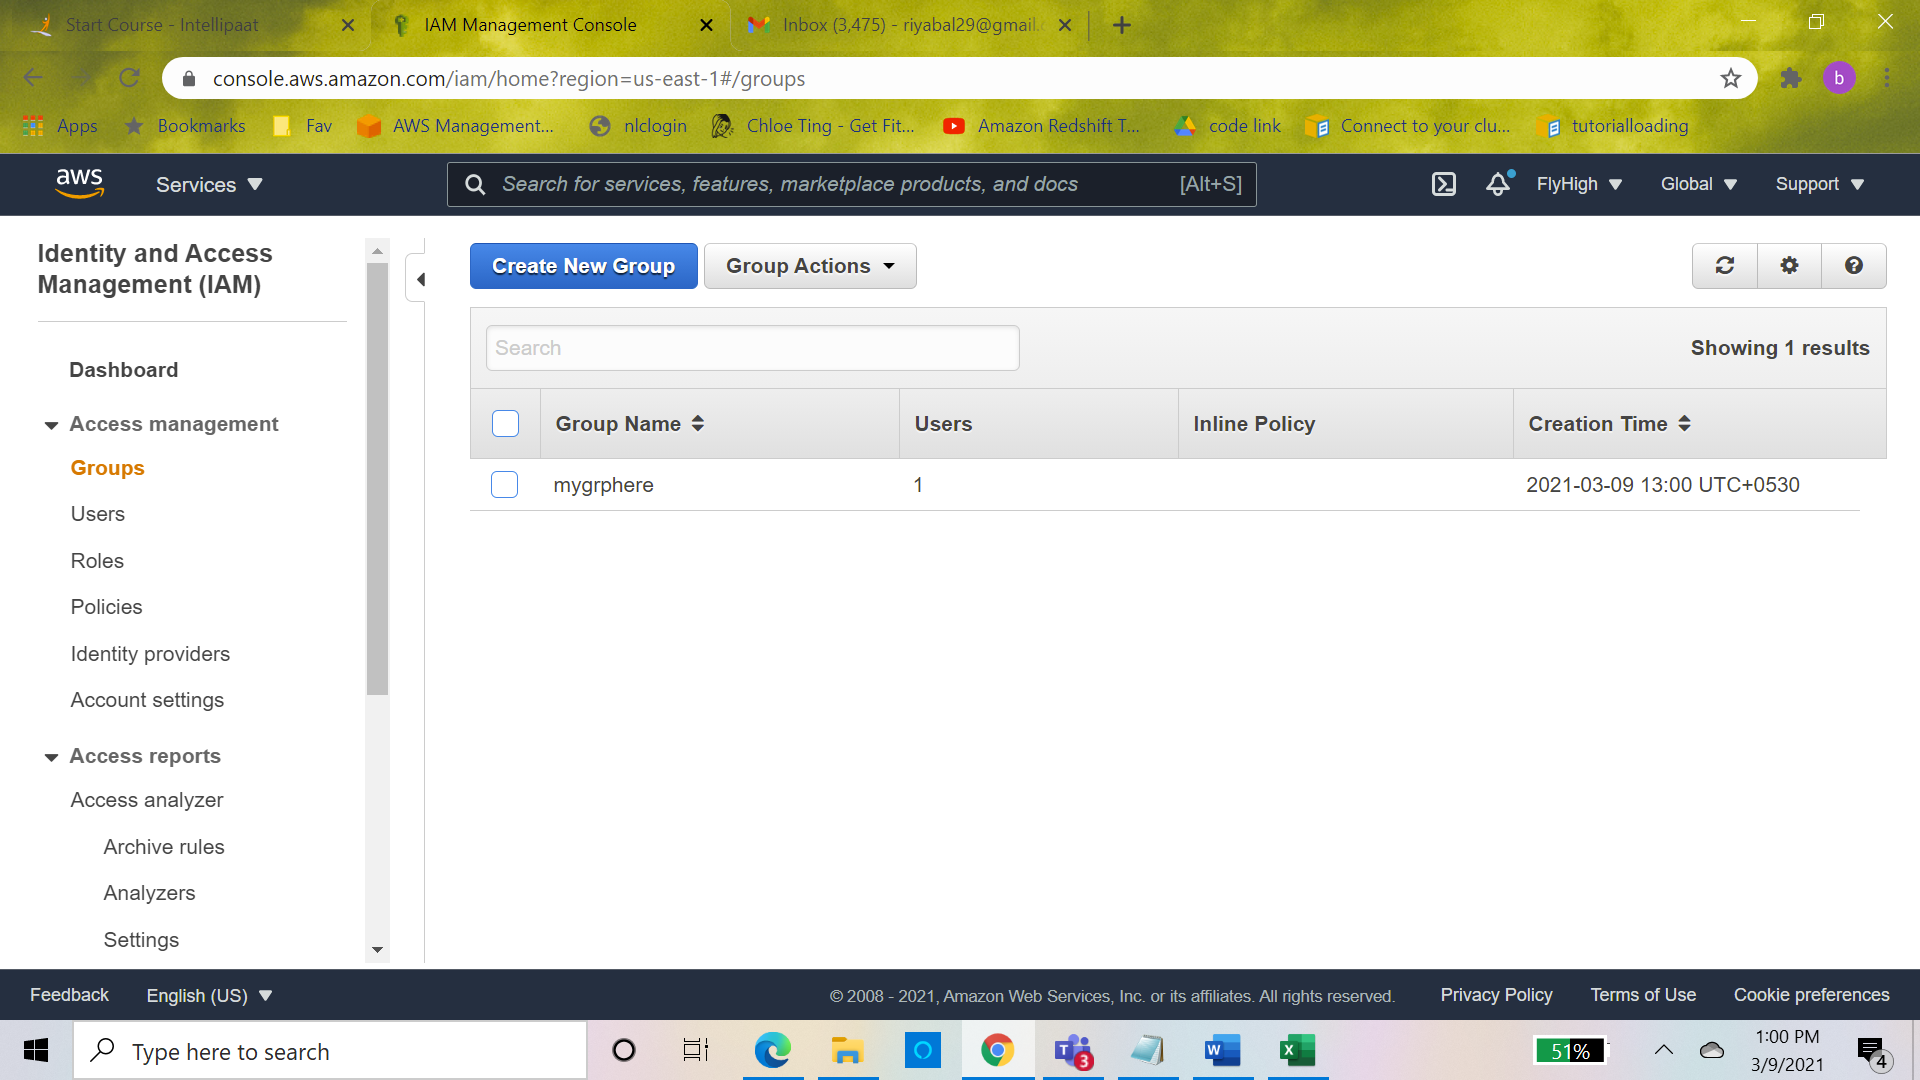 Start Course - Intellipaat
IAM Management Console
Inbox (3,475) - riyabal29@gmail.
console.aws.amazon.com/iam/home?region=us-east-1#/groups
b
Apps
Bookmarks
Fav
AWS Management...
nlclogin
Chloe Ting - Get Fit...
Amazon Redshift T...
code link
Connect to your clu...
tutorialloading
aws
Services
Search for services, features, marketplace products, and docs
[Alt+S]
FlyHigh
Global
Support
Identity and Access
Management (IAM)
Dashboard
Access management
Groups
Users
Roles
Policies
Identity providers
Account settings
Access reports
Access analyzer
Archive rules
Analyzers
Settings
Create New Group
Group Actions
Search
Showing 1 results
Group Name
Users
Inline Policy
Creation Time
mygrphere
1
2021-03-09 13:00 UTC+0530
Feedback
English (US)
© 2008 - 2021, Amazon Web Services, Inc. or its affiliates. All rights reserved.
Privacy Policy
Terms of Use
Cookie preferences
Type here to search
T
3
W
X
51%
1:00 PM
3/9/2021
4